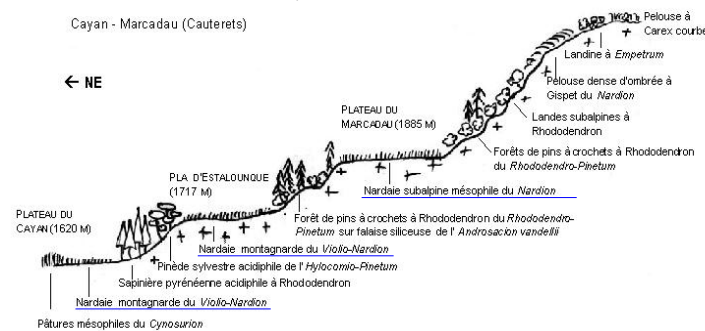 Cayan - Marcadau (Cauterets)
← NE
Pelouse à
Carex courbe
Landine à Empetrum
Pelouse dense d'ombrée à
Gispet du Nardion
PLATEAU DU
MARCADAU (1885 M)
Landes subalpines à
Rhododendron
Forêts de pins à crochets à Rhododendron
du Rhododendro-Pinetum
PLA D'ESTALOUNQUE
(1717 M)
Nardaie subalpine mésophile du Nardion
PLATEAU DU
CAYAN (1620 M)
Forêt de pins à crochets à Rhododendron du Rhododendro-
Pinetum sur falaise siliceuse de l' Androsacion vandellii
Nardaie montagnarde du Violio-Nardion
Pinède sylvestre acidiphile de l' Hylocomio-Pinetum
Sapinière pyrénéenne acidiphile à Rhododendron
Nardaie montagnarde du Violio-Nardion
Pâtures mésophiles du Cynosurion